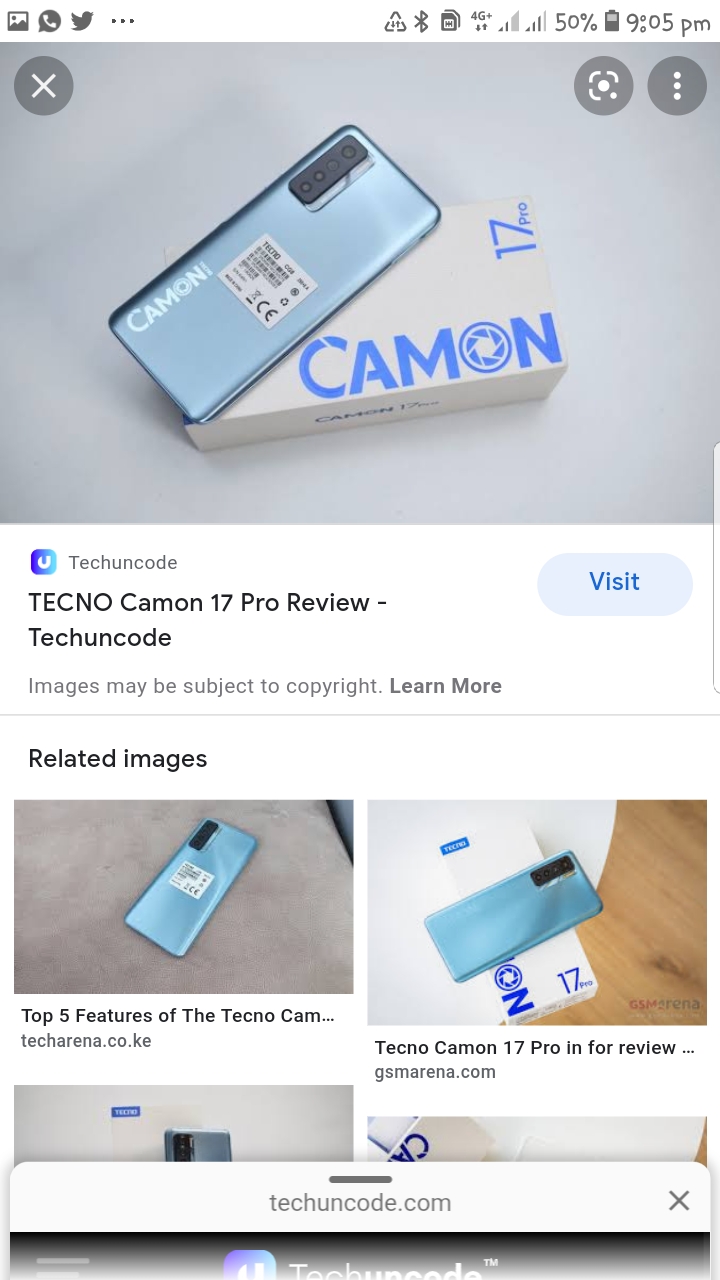 4G+
50%
9:05 pm
17 Pro
TECNO
CG8
CAMON
TECNO
CAMON
CAMON 17 Pro
Techuncode
Visit
TECNO Camon 17 Pro Review -
Techuncode
Images may be subject to copyright. Learn More
Related images
TECNO
17 Pro
GSMarena
Top 5 Features of The Tecno Cam...
techarena.co.ke
Tecno Camon 17 Pro in for review ...
gsmarena.com
TECNO
techuncode.com
Techuncode™